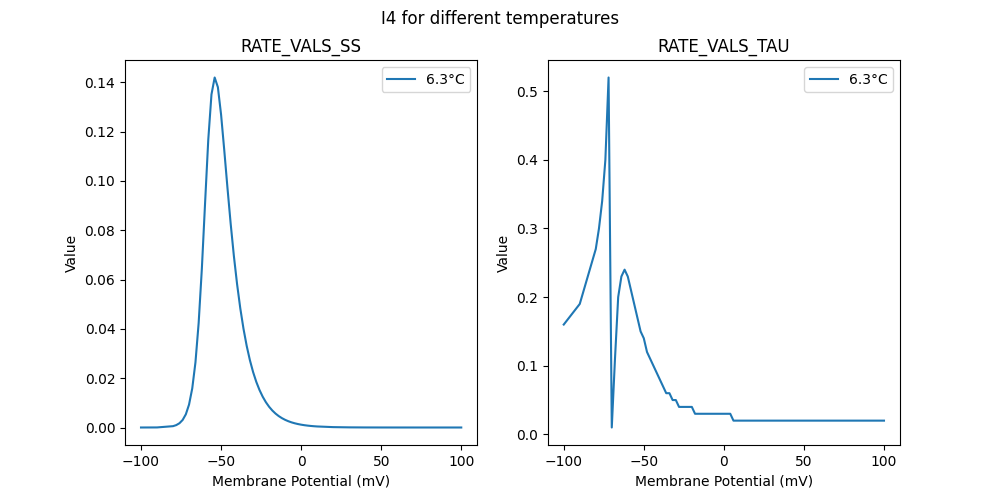 I4 for different temperatures
RATE_VALS_SS
6.3°C
0.14
0.12
0.10
0.08
0.06
0.04
0.02
0.00
Value
−100
−50
0
50
100
Membrane Potential (mV)
RATE_VALS_TAU
6.3°C
0.5
0.4
0.3
0.2
0.1
0.0
Value
−100
−50
0
50
100
Membrane Potential (mV)